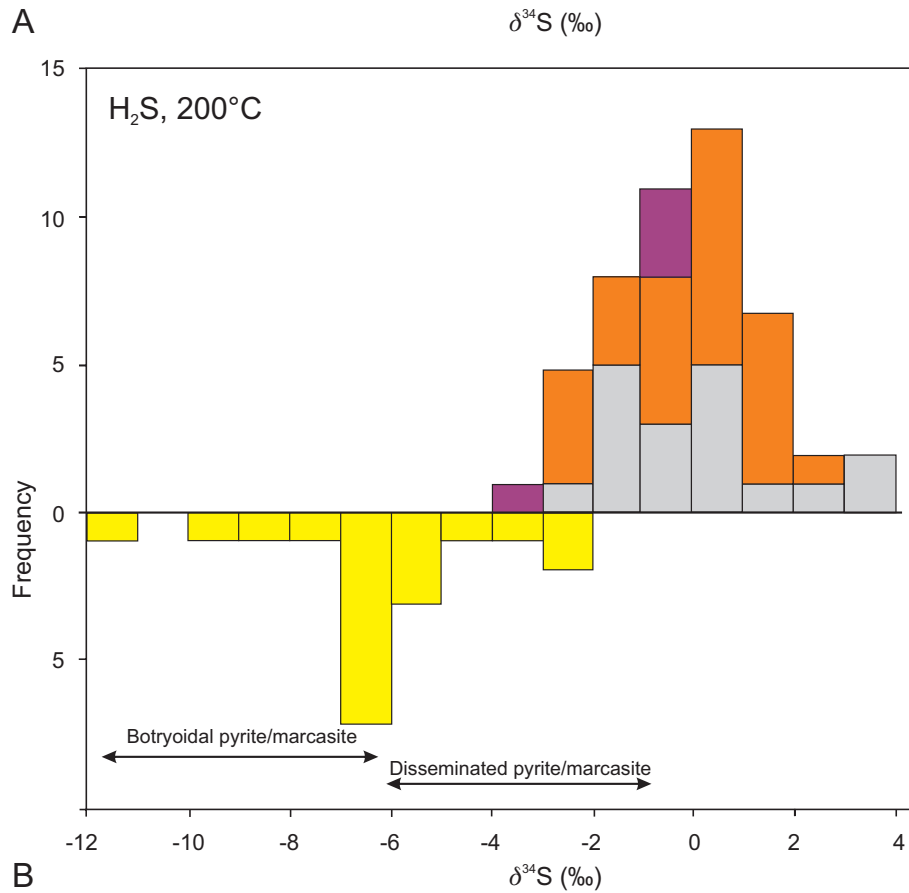 A
δ³⁴S (‰)
15
H₂S, 200°C
10
5
0
Frequency
5
Botryoidal pyrite/marcasite
Disseminated pyrite/marcasite
-12 -10 -8 -6 -4 -2 0 2 4
B
δ³⁴S (‰)